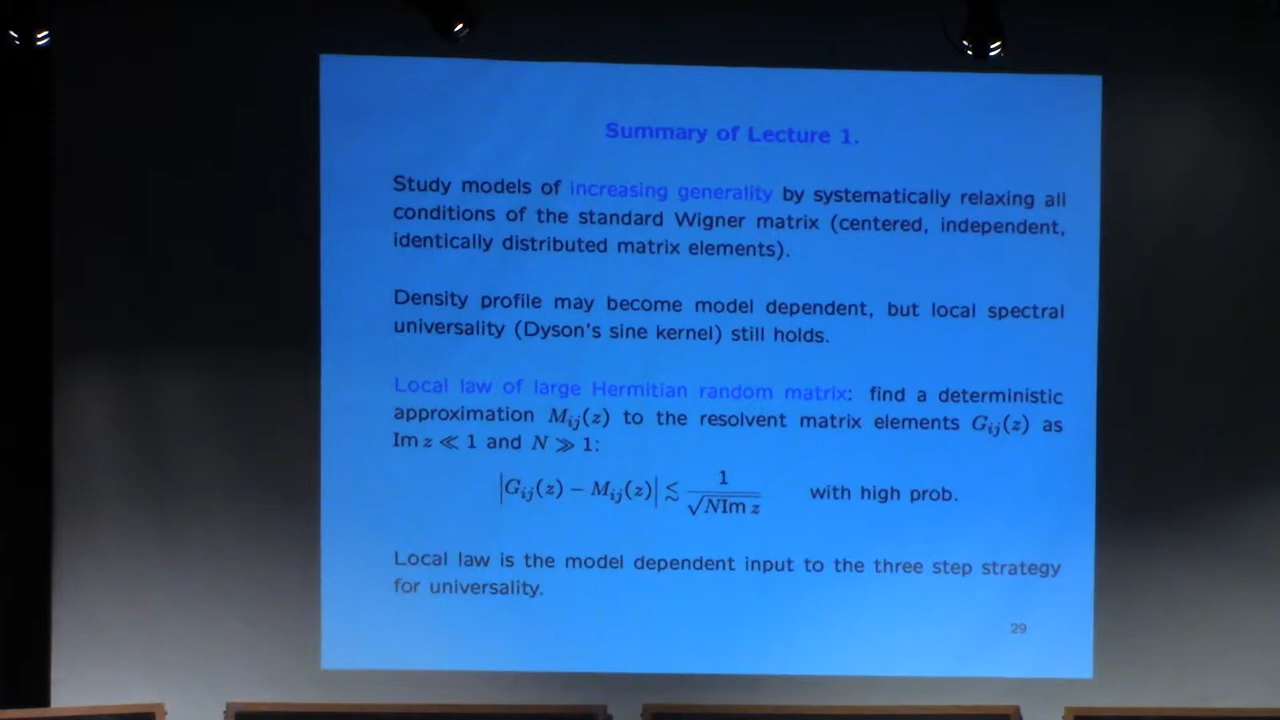 Summary of Lecture 1.
Study models of increasing generality by systematically relaxing all
conditions of the standard Wigner matrix (centered, independent,
identically distributed matrix elements).
Density profile may become model dependent, but local spectral
universality (Dyson's sine kernel) still holds.
Local law of large Hermitian random matrix: find a deterministic
approximation M_{ij}(z) to the resolvent matrix elements G_{ij}(z) as
Im z ≪ 1 and N ≫ 1:
|G_{ij}(z) − M_{ij}(z)| ≲ 1/√(N Im z) with high prob.
Local law is the model dependent input to the three step strategy
for universality.
29